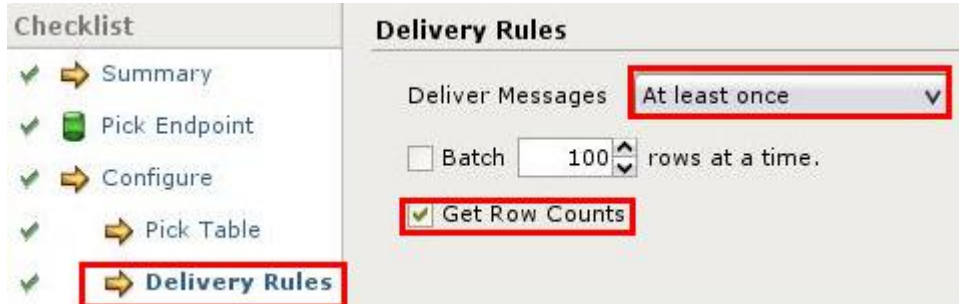 Checklist
Summary
Pick Endpoint
Configure
Pick Table
Delivery Rules
Delivery Rules
Deliver Messages At least once
Batch 100 rows at a time.
Get Row Counts